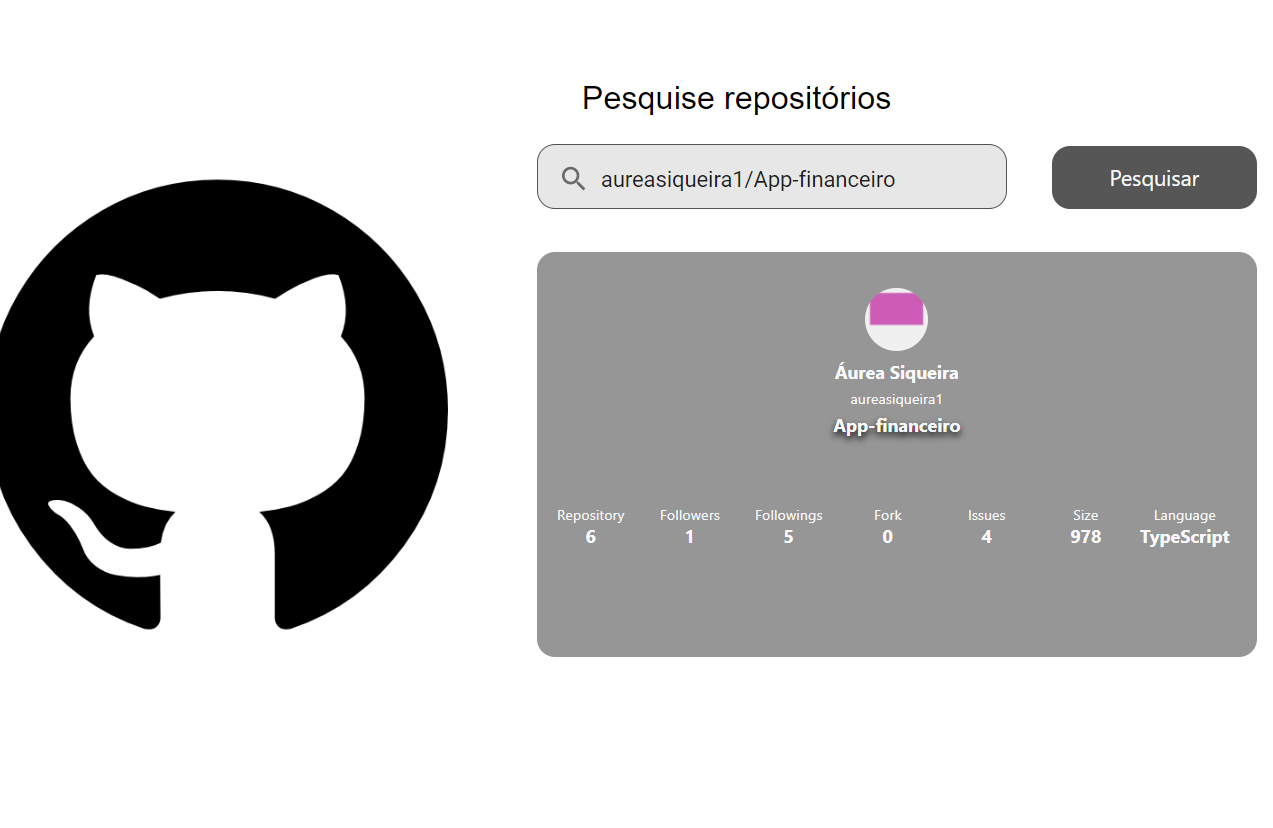 Pesquise repositórios
aureasiqueira1/App-financeiro
Pesquisar
Áurea Siqueira
aureasiqueira1
App-financeiro
Repository Followers Followings Fork Issues Size Language
6 1 5 0 4 978 TypeScript